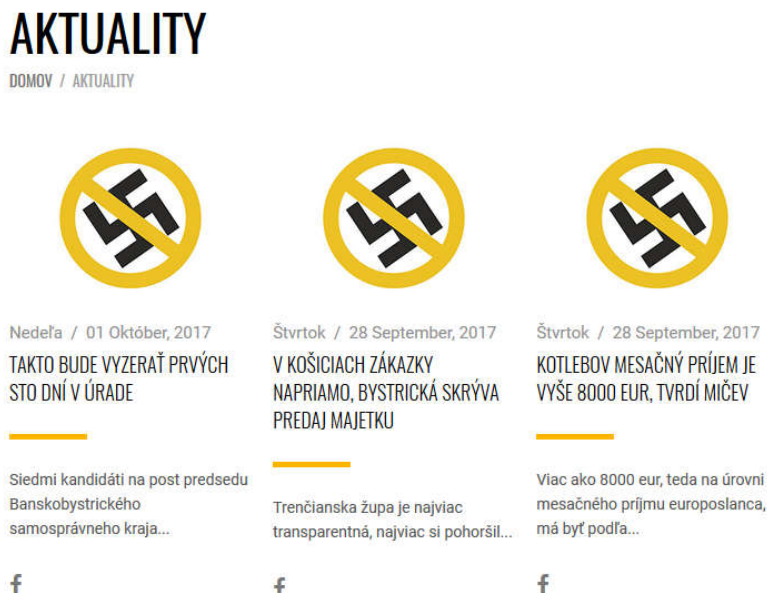 AKTUALITY
DOMOV / AKTUALITY
Nedeľa / 01 Október, 2017
TAKTO BUDE VYZERAŤ PRVÝCH
STO DNÍ V ÚRADE
Siedmi kandidáti na post predsedu
Banskobystrického
samosprávneho kraja...
Štvrtok / 28 September, 2017
V KOŠICIACH ZÁKAZKY
NAPRIAMO, BYSTRICKÁ SKRÝVA
PREDAJ MAJETKU
Trenčianska župa je najviac
transparentná, najviac si pohoršil...
Štvrtok / 28 September, 2017
KOTLEBOV MESAČNÝ PRÍJEM JE
VYŠE 8000 EUR, TVRDÍ MIČEV
Viac ako 8000 eur, teda na úrovni
mesačného príjmu europoslanca,
má byť podľa...